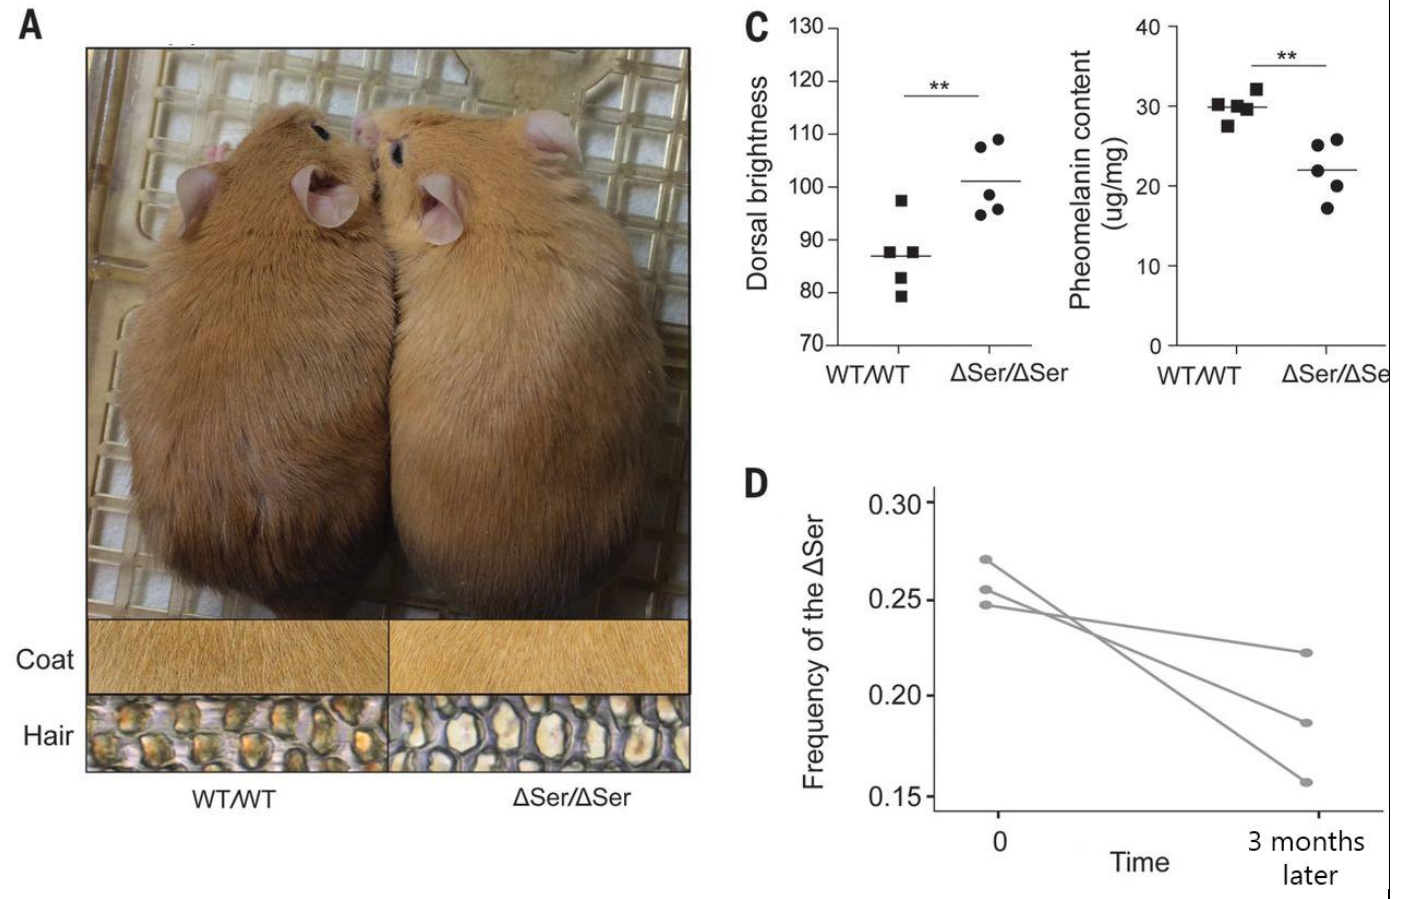 A
Coat
Hair
WT/WT
ΔSer/ΔSer
C
Dorsal brightness
130
120
110
100
90
80
70
**
WT/WT
ΔSer/ΔSer
Pheomelanin content
(ug/mg)
40
30
20
10
0
**
WT/WT
ΔSer/ΔSe
D
Frequency of the ΔSer
0.30
0.25
0.20
0.15
0
3 months
later
Time